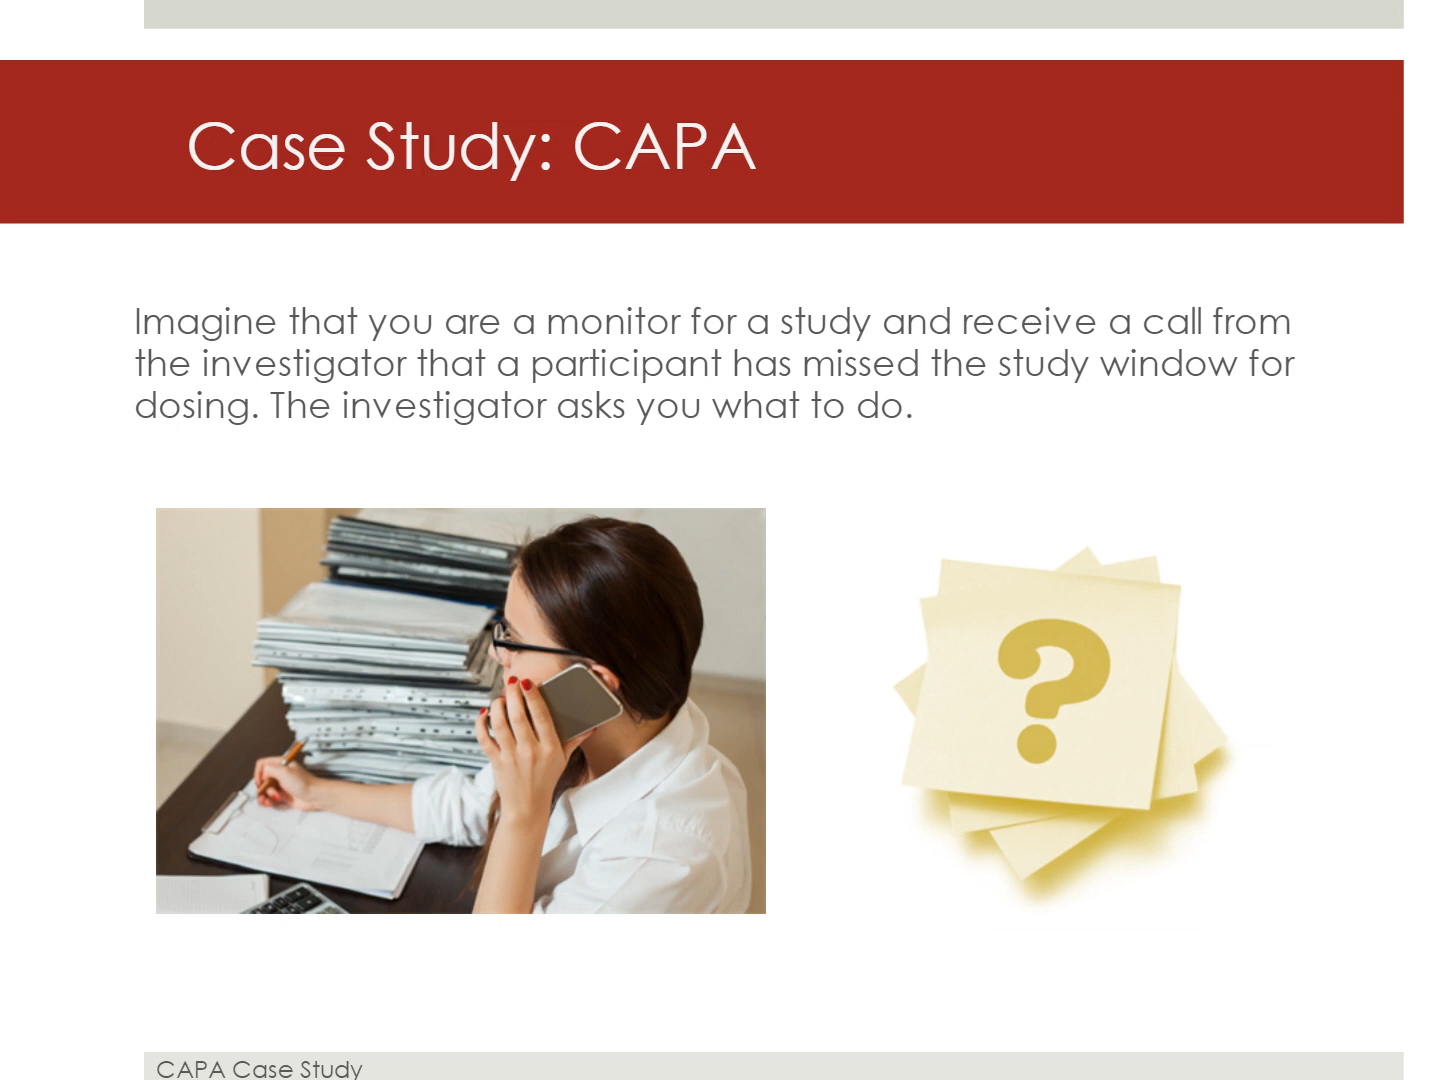 Case Study: CAPA
Imagine that you are a monitor for a study and receive a call from
the investigator that a participant has missed the study window for
dosing. The investigator asks you what to do.
?
CAPA Case Study